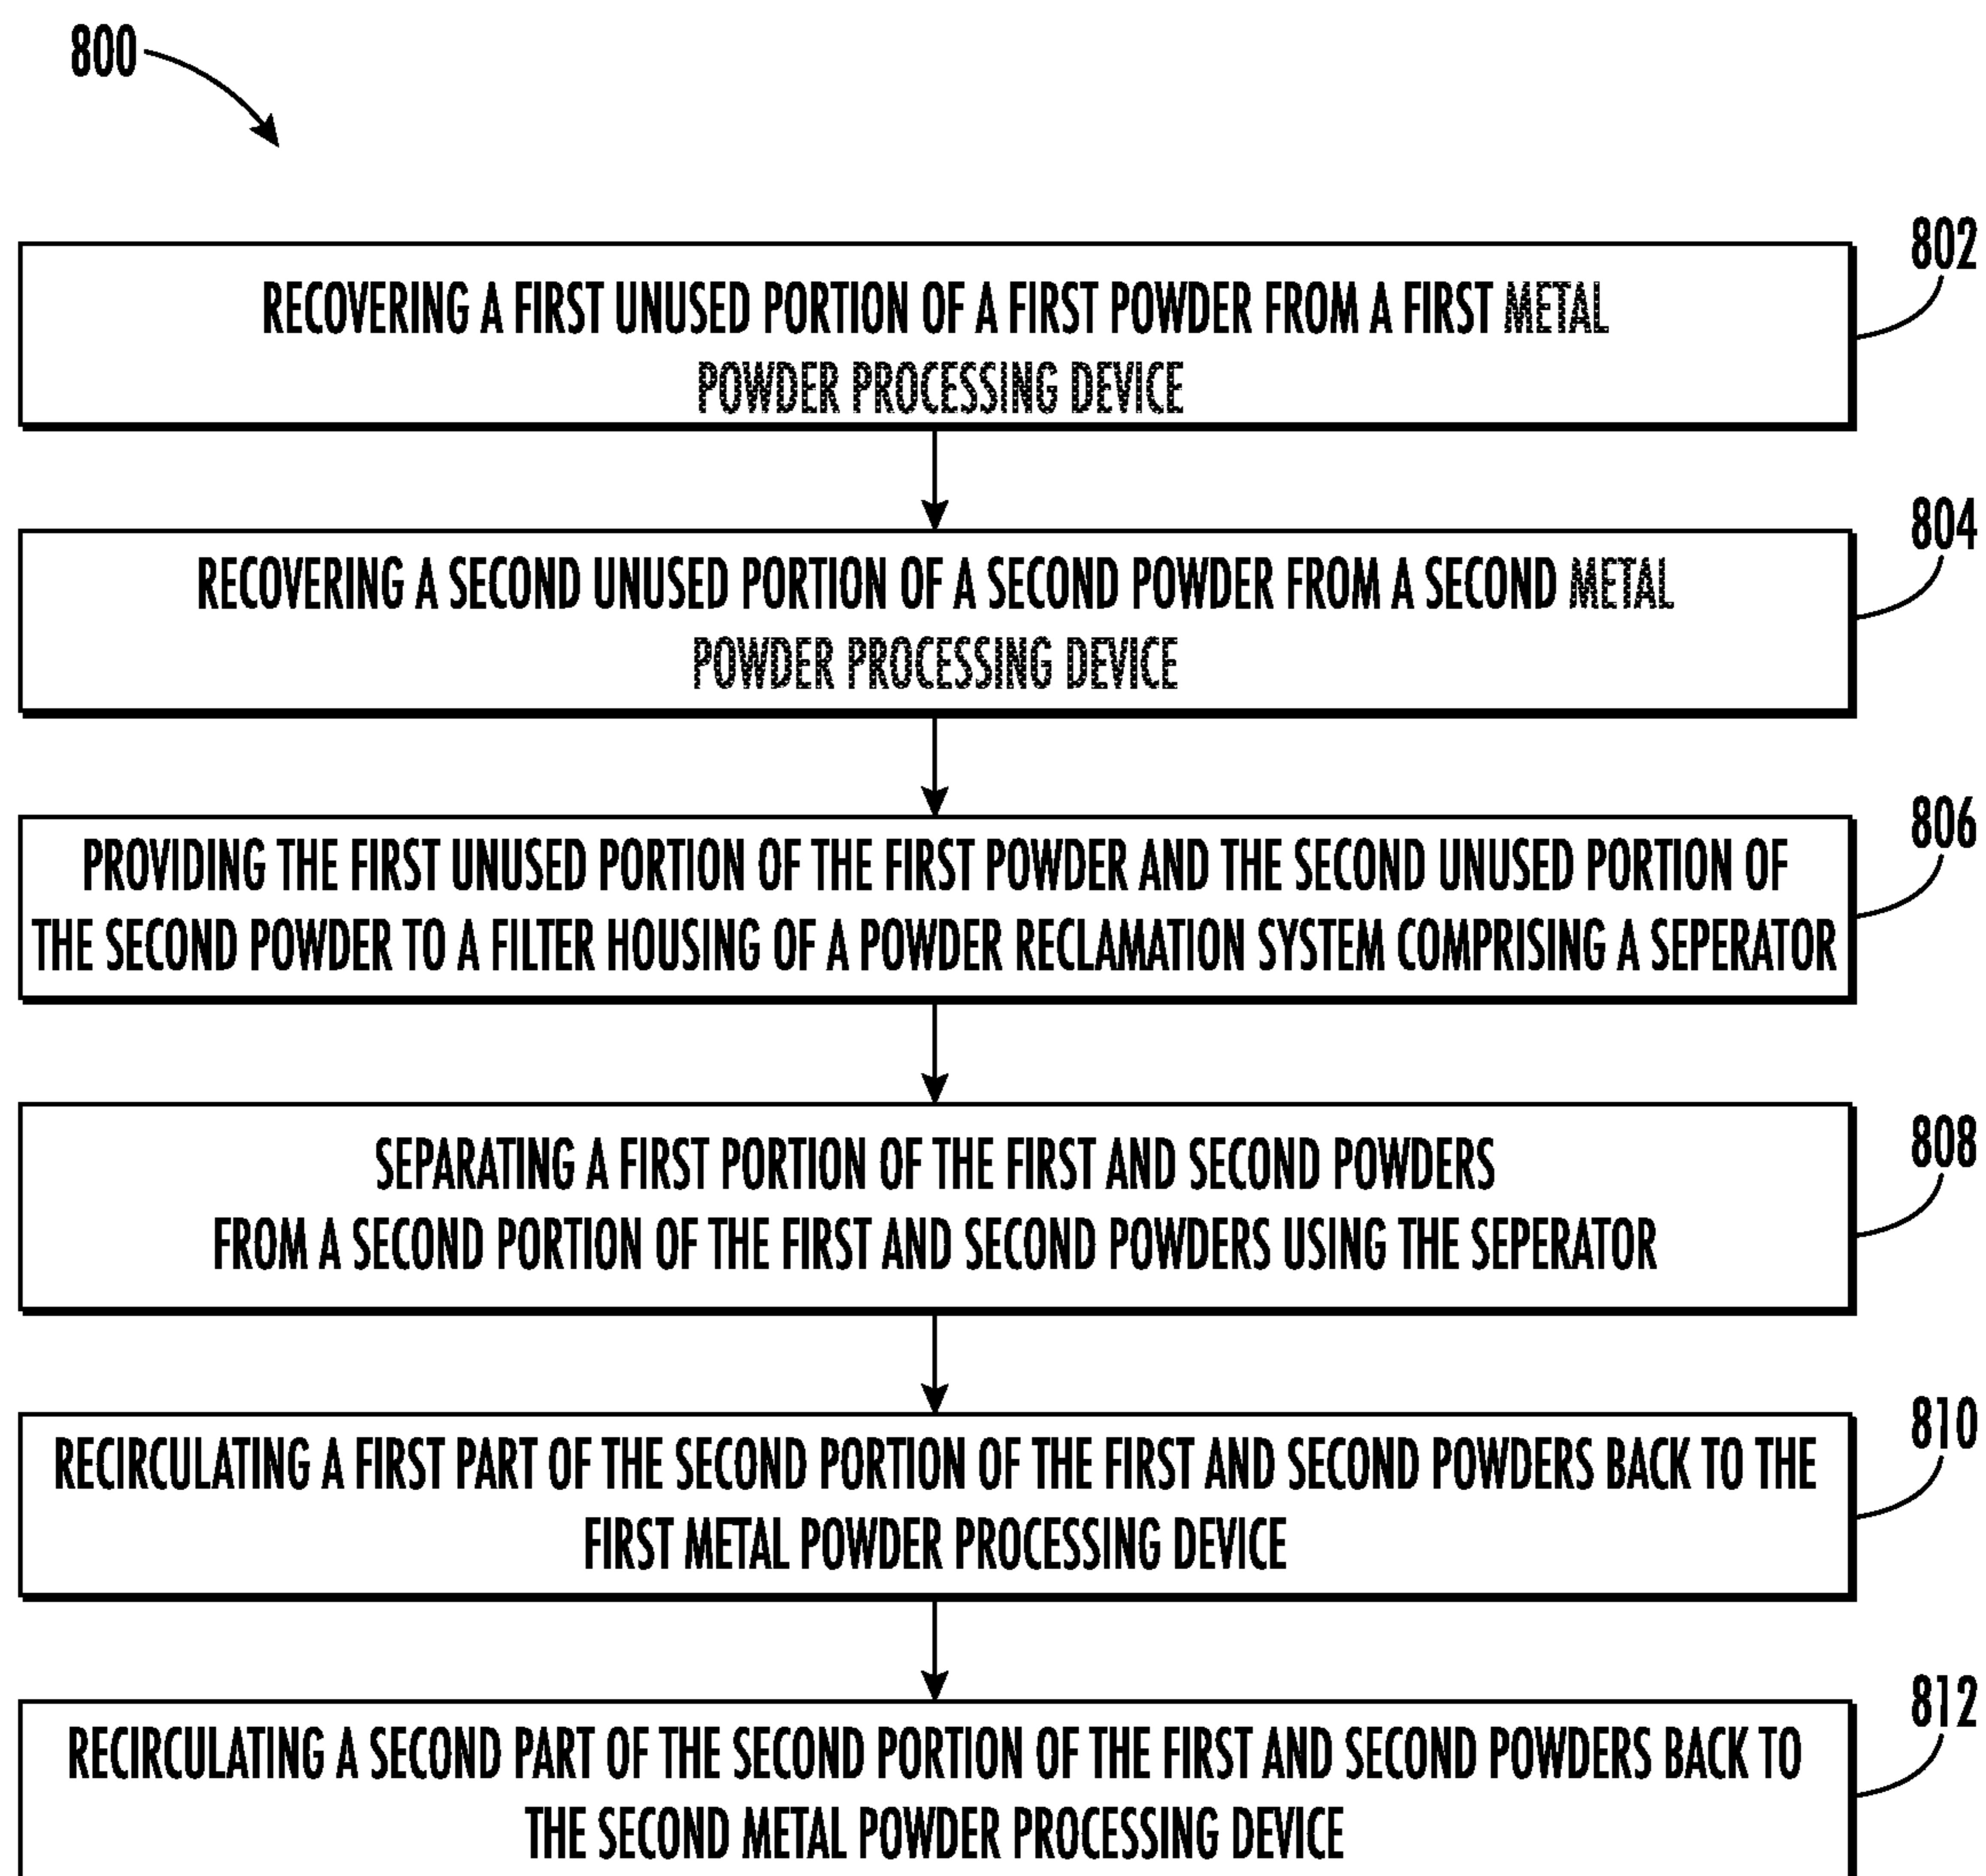 800
802
RECOVERING A FIRST UNUSED PORTION OF A FIRST POWDER FROM A FIRST METAL
POWDER PROCESSING DEVICE
804
RECOVERING A SECOND UNUSED PORTION OF A SECOND POWDER FROM A SECOND METAL
POWDER PROCESSING DEVICE
806
PROVIDING THE FIRST UNUSED PORTION OF THE FIRST POWDER AND THE SECOND UNUSED PORTION OF
THE SECOND POWDER TO A FILTER HOUSING OF A POWDER RECLAMATION SYSTEM COMPRISING A SEPERATOR
808
SEPARATING A FIRST PORTION OF THE FIRST AND SECOND POWDERS
FROM A SECOND PORTION OF THE FIRST AND SECOND POWDERS USING THE SEPERATOR
810
RECIRCULATING A FIRST PART OF THE SECOND PORTION OF THE FIRST AND SECOND POWDERS BACK TO THE
FIRST METAL POWDER PROCESSING DEVICE
812
RECIRCULATING A SECOND PART OF THE SECOND PORTION OF THE FIRST AND SECOND POWDERS BACK TO
THE SECOND METAL POWDER PROCESSING DEVICE